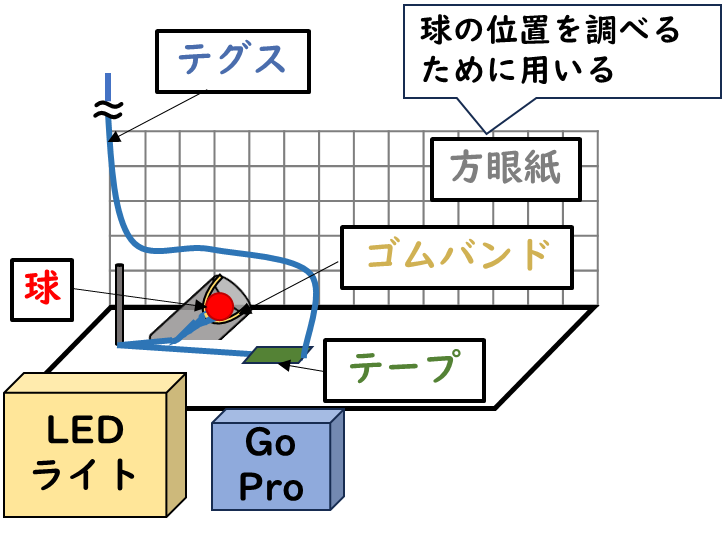 球の位置を調べる
ために用いる
テグス
方眼紙
ゴムバンド
球
テープ
LED
ライト
Go
Pro